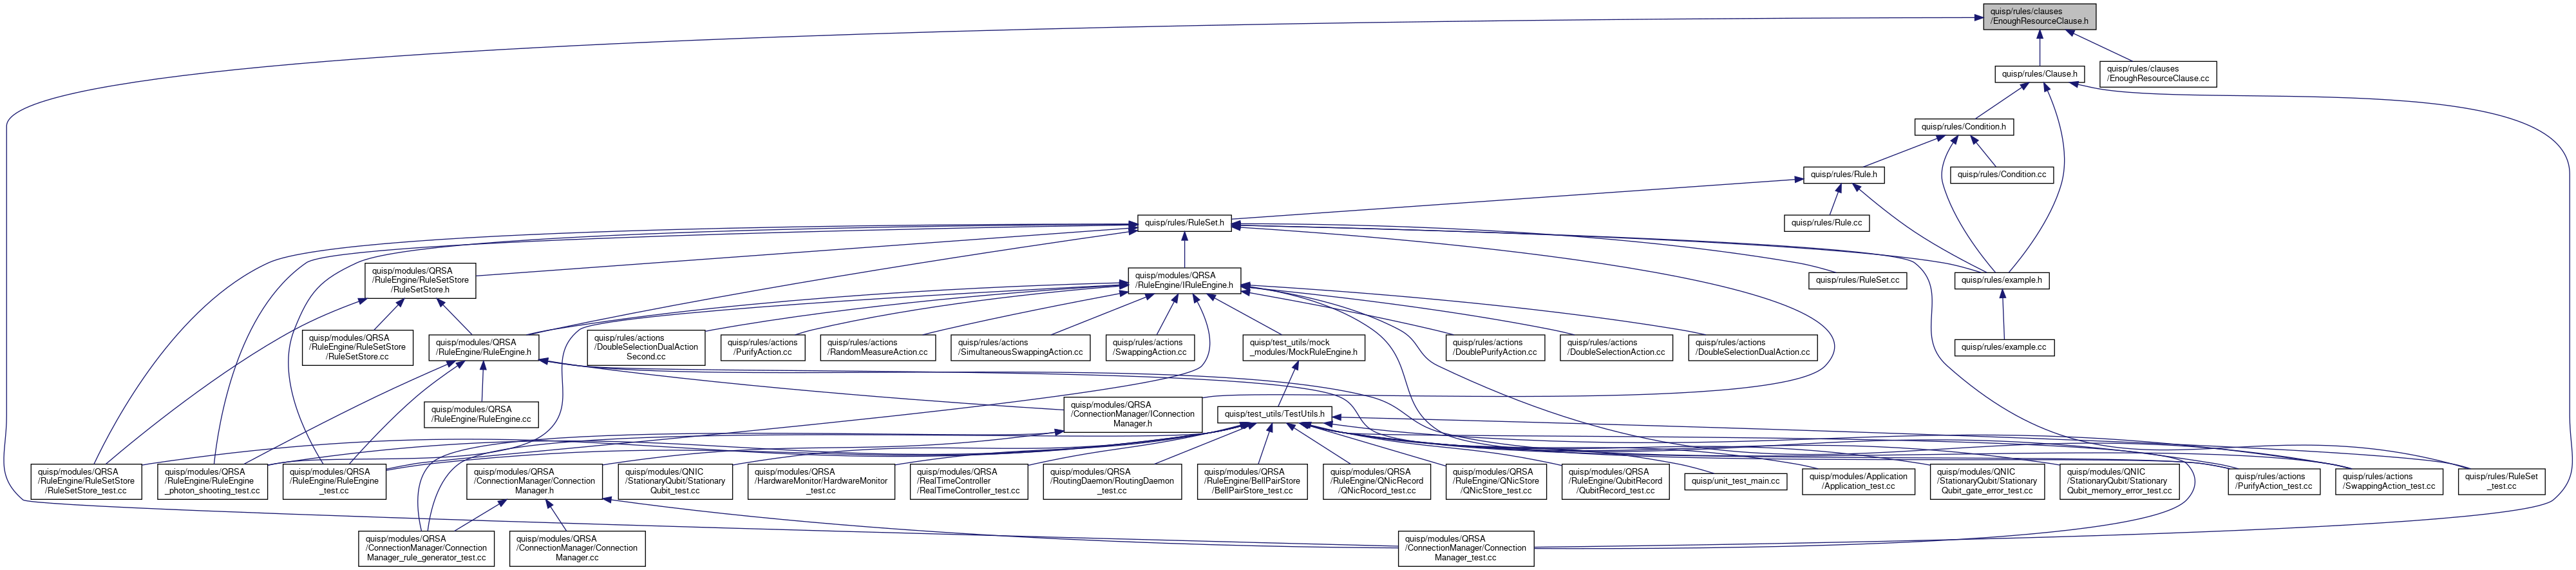 quisp/rules/clauses
/EnoughResourceClause.h
quisp/rules/Clause.h
quisp/rules/clauses
/EnoughResourceClause.cc
quisp/rules/Condition.h
quisp/rules/Rule.h
quisp/rules/Condition.cc
quisp/rules/RuleSet.h
quisp/rules/Rule.cc
quisp/modules/QRSA
/RuleEngine/RuleSetStore
/RuleSetStore.h
quisp/modules/QRSA
/RuleEngine/IRuleEngine.h
quisp/rules/RuleSet.cc
quisp/rules/example.h
quisp/modules/QRSA
/RuleEngine/RuleSetStore
/RuleSetStore.cc
quisp/modules/QRSA
/RuleEngine/RuleEngine.h
quisp/rules/actions
/DoubleSelectionDualAction
Second.cc
quisp/rules/actions
/PurifyAction.cc
quisp/rules/actions
/RandomMeasureAction.cc
quisp/rules/actions
/SimultaneousSwappingAction.cc
quisp/rules/actions
/SwappingAction.cc
quisp/test_utils/mock
_modules/MockRuleEngine.h
quisp/rules/actions
/DoublePurifyAction.cc
quisp/rules/actions
/DoubleSelectionAction.cc
quisp/rules/actions
/DoubleSelectionDualAction.cc
quisp/rules/example.cc
quisp/modules/QRSA
/RuleEngine/RuleEngine.cc
quisp/modules/QRSA
/ConnectionManager/IConnection
Manager.h
quisp/test_utils/TestUtils.h
quisp/modules/QRSA
/RuleEngine/RuleSetStore
/RuleSetStore_test.cc
quisp/modules/QRSA
/RuleEngine/RuleEngine
_photon_shooting_test.cc
quisp/modules/QRSA
/RuleEngine/RuleEngine
_test.cc
quisp/modules/QRSA
/ConnectionManager/Connection
Manager.h
quisp/modules/QNIC
/StationaryQubit/Stationary
Qubit_test.cc
quisp/modules/QRSA
/HardwareMonitor/HardwareMonitor
_test.cc
quisp/modules/QRSA
/RealTimeController
/RealTimeController_test.cc
quisp/modules/QRSA
/RoutingDaemon/RoutingDaemon
_test.cc
quisp/modules/QRSA
/RuleEngine/BellPairStore
/BellPairStore_test.cc
quisp/modules/QRSA
/RuleEngine/QNicRecord
/QNicRocord_test.cc
quisp/modules/QRSA
/RuleEngine/QNicStore
/QNicStore_test.cc
quisp/modules/QRSA
/RuleEngine/QubitRecord
/QubitRecord_test.cc
quisp/unit_test_main.cc
quisp/modules/Application
/Application_test.cc
quisp/modules/QNIC
/StationaryQubit/Stationary
Qubit_gate_error_test.cc
quisp/modules/QNIC
/StationaryQubit/Stationary
Qubit_memory_error_test.cc
quisp/rules/actions
/PurifyAction_test.cc
quisp/rules/actions
/SwappingAction_test.cc
quisp/rules/RuleSet
_test.cc
quisp/modules/QRSA
/ConnectionManager/Connection
Manager_rule_generator_test.cc
quisp/modules/QRSA
/ConnectionManager/Connection
Manager.cc
quisp/modules/QRSA
/ConnectionManager/Connection
Manager_test.cc